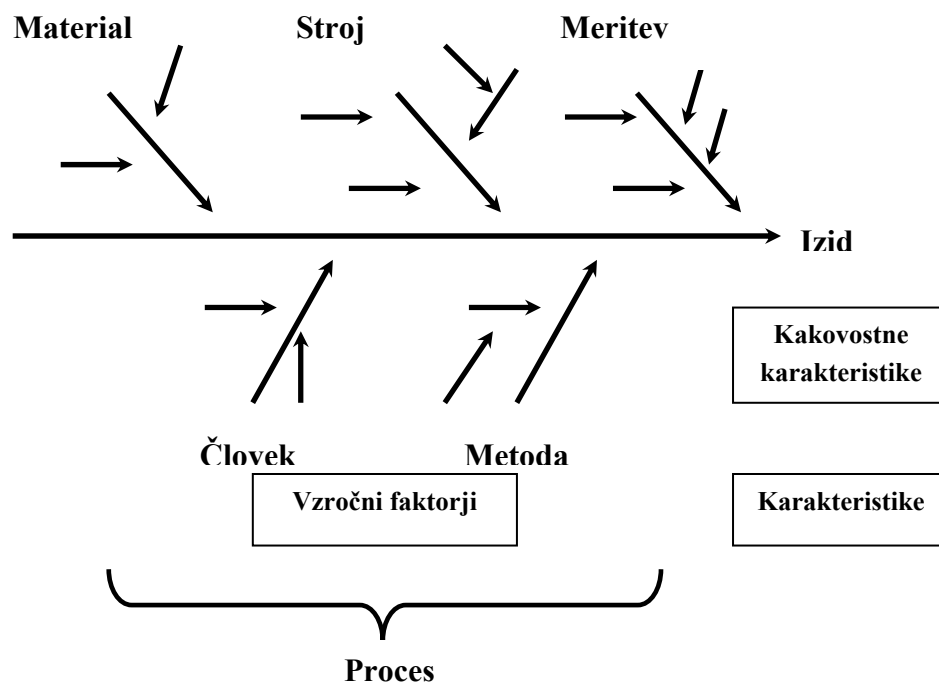 Material
Stroj
Meritev
Izid
Kakovostne
karakteristike
Človek
Metoda
Vzročni faktorji
Karakteristike
Proces